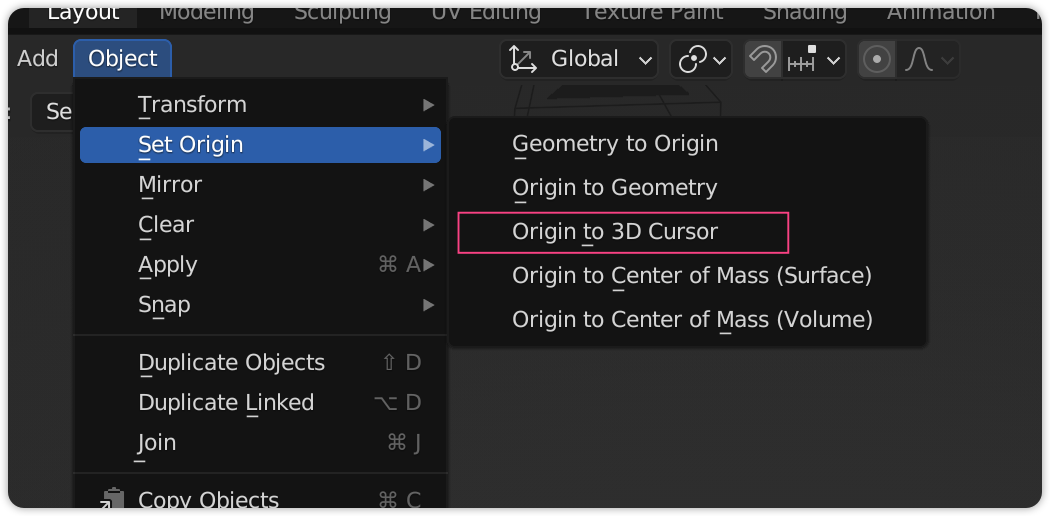 Layout Modeling Sculpting UV Editing Texture Paint Shading Animation
Add Object Global
Se
Transform
Set Origin
Mirror
Clear
Apply ⌘ A
Snap
Geometry to Origin
Origin to Geometry
Origin to 3D Cursor
Origin to Center of Mass (Surface)
Origin to Center of Mass (Volume)
Duplicate Objects ⇧ D
Duplicate Linked ⌥ D
Join ⌘ J
Copy Objects ⌘ C